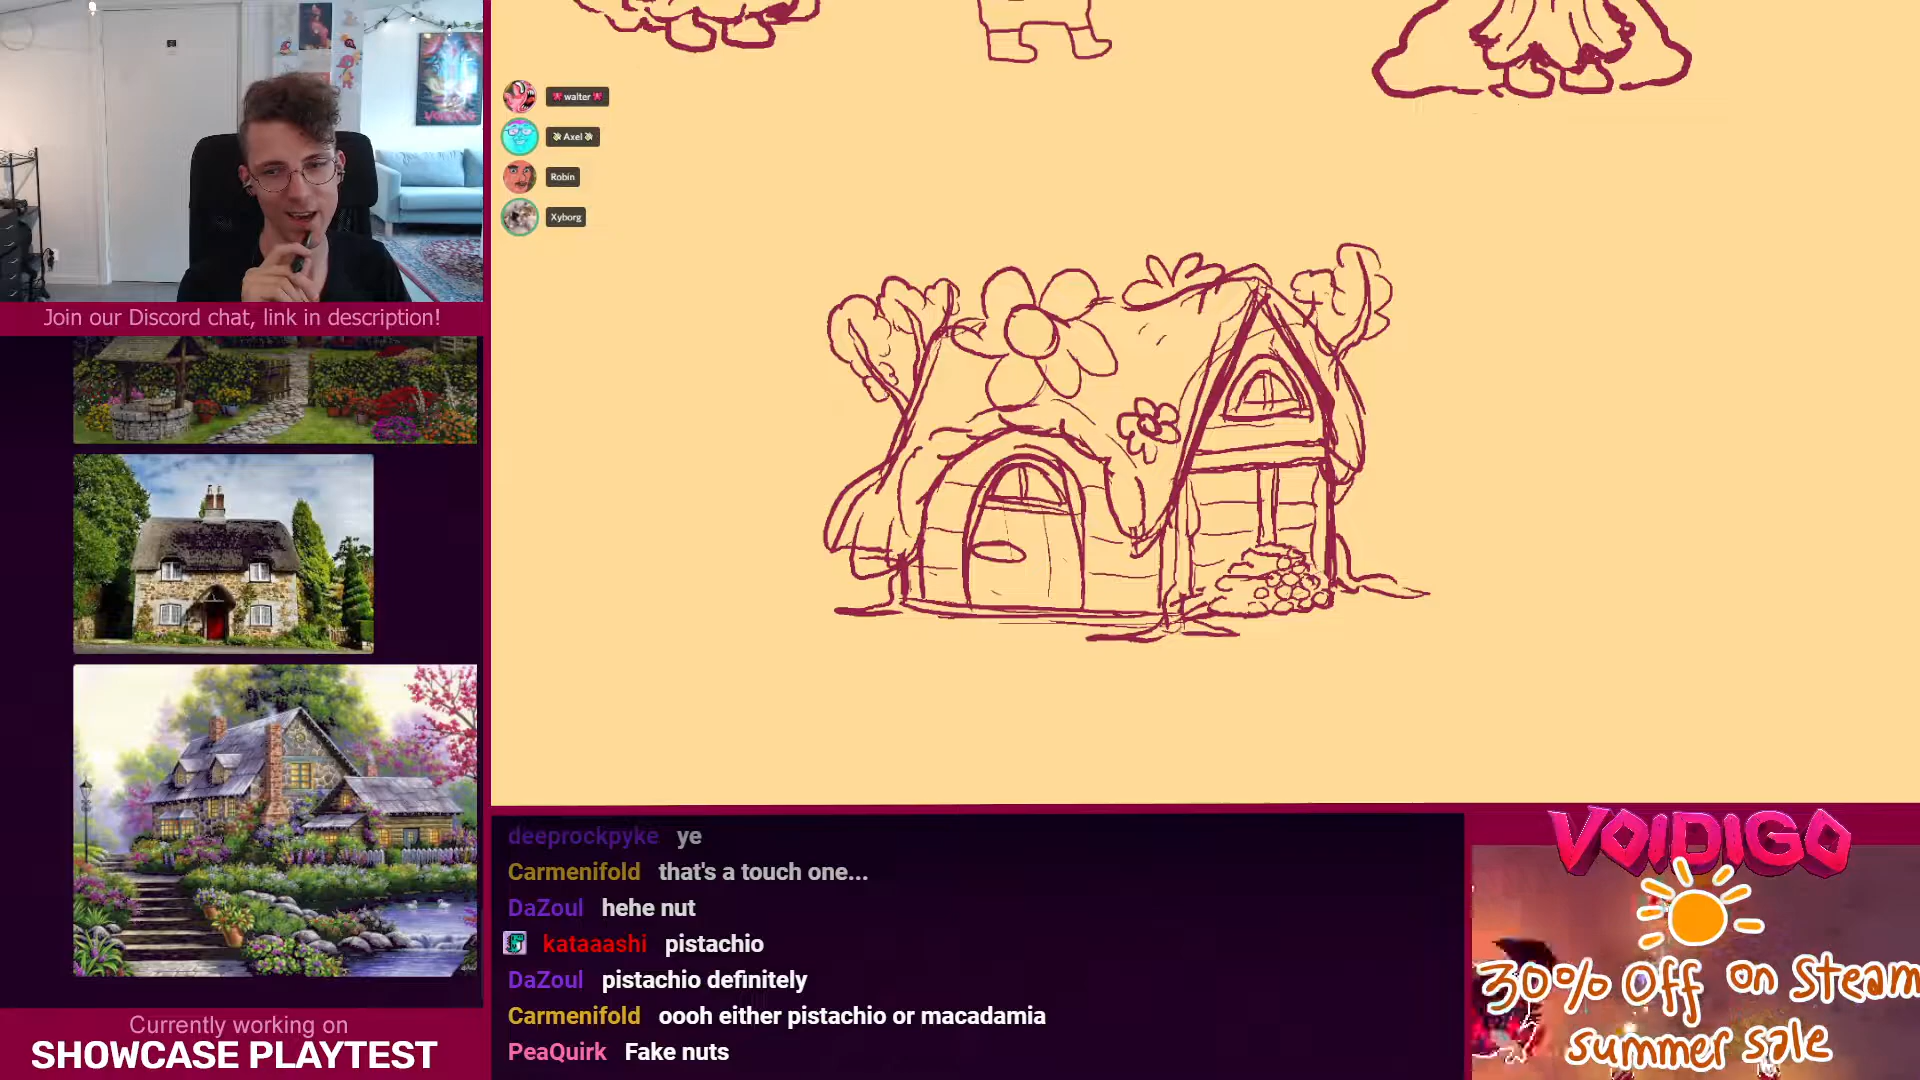 walter
Axel
Robin
Xyborg
Join our Discord chat, link in description!
deeprockpyke ye
Carmenifold that's a touch one...
DaZoul hehe nut
kataaashi pistachio
DaZoul pistachio definitely
Carmenifold oooh either pistachio or macadamia
PeaQuirk Fake nuts
Currently working on
SHOWCASE PLAYTEST
VOIDIGO
30% Off on Steam
summer sale